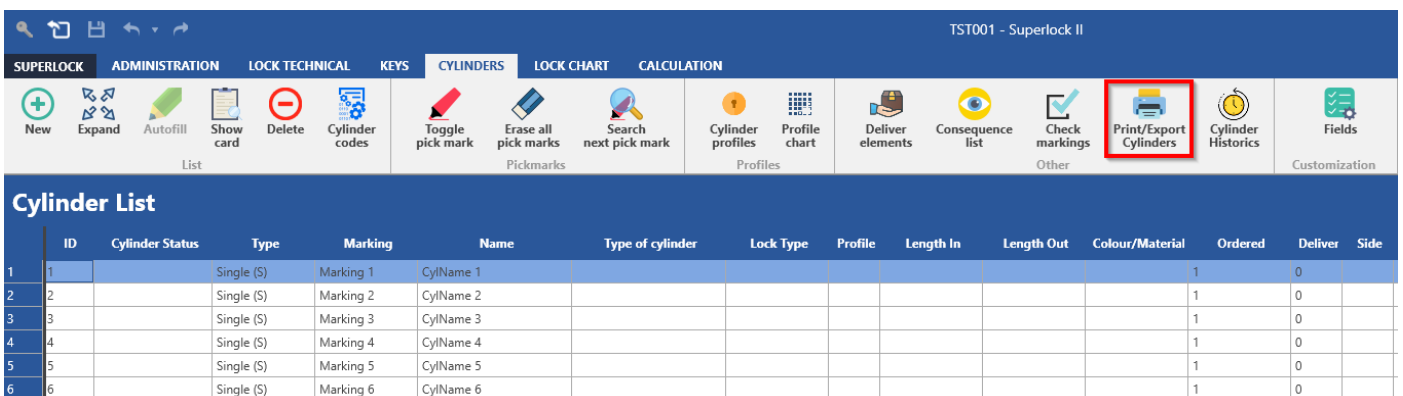 TST001 - Superlock II
SUPERLOCK ADMINISTRATION LOCK TECHNICAL KEYS CYLINDERS LOCK CHART CALCULATION
New Expand Autofill Show card Delete Cylinder codes Toggle pick mark Erase all pick marks Search next pick mark Cylinder profiles Profile chart Deliver elements Consequence list Check markings Print/Export Cylinders Cylinder Historics Fields
List Pickmarks Profiles Other Customization
Cylinder List
ID Cylinder Status Type Marking Name Type of cylinder Lock Type Profile Length In Length Out Colour/Material Ordered Deliver Side
1 1 Single (S) Marking 1 CylName 1 1 0
2 2 Single (S) Marking 2 CylName 2 1 0
3 3 Single (S) Marking 3 CylName 3 1 0
4 4 Single (S) Marking 4 CylName 4 1 0
5 5 Single (S) Marking 5 CylName 5 1 0
6 6 Single (S) Marking 6 CylName 6 1 0